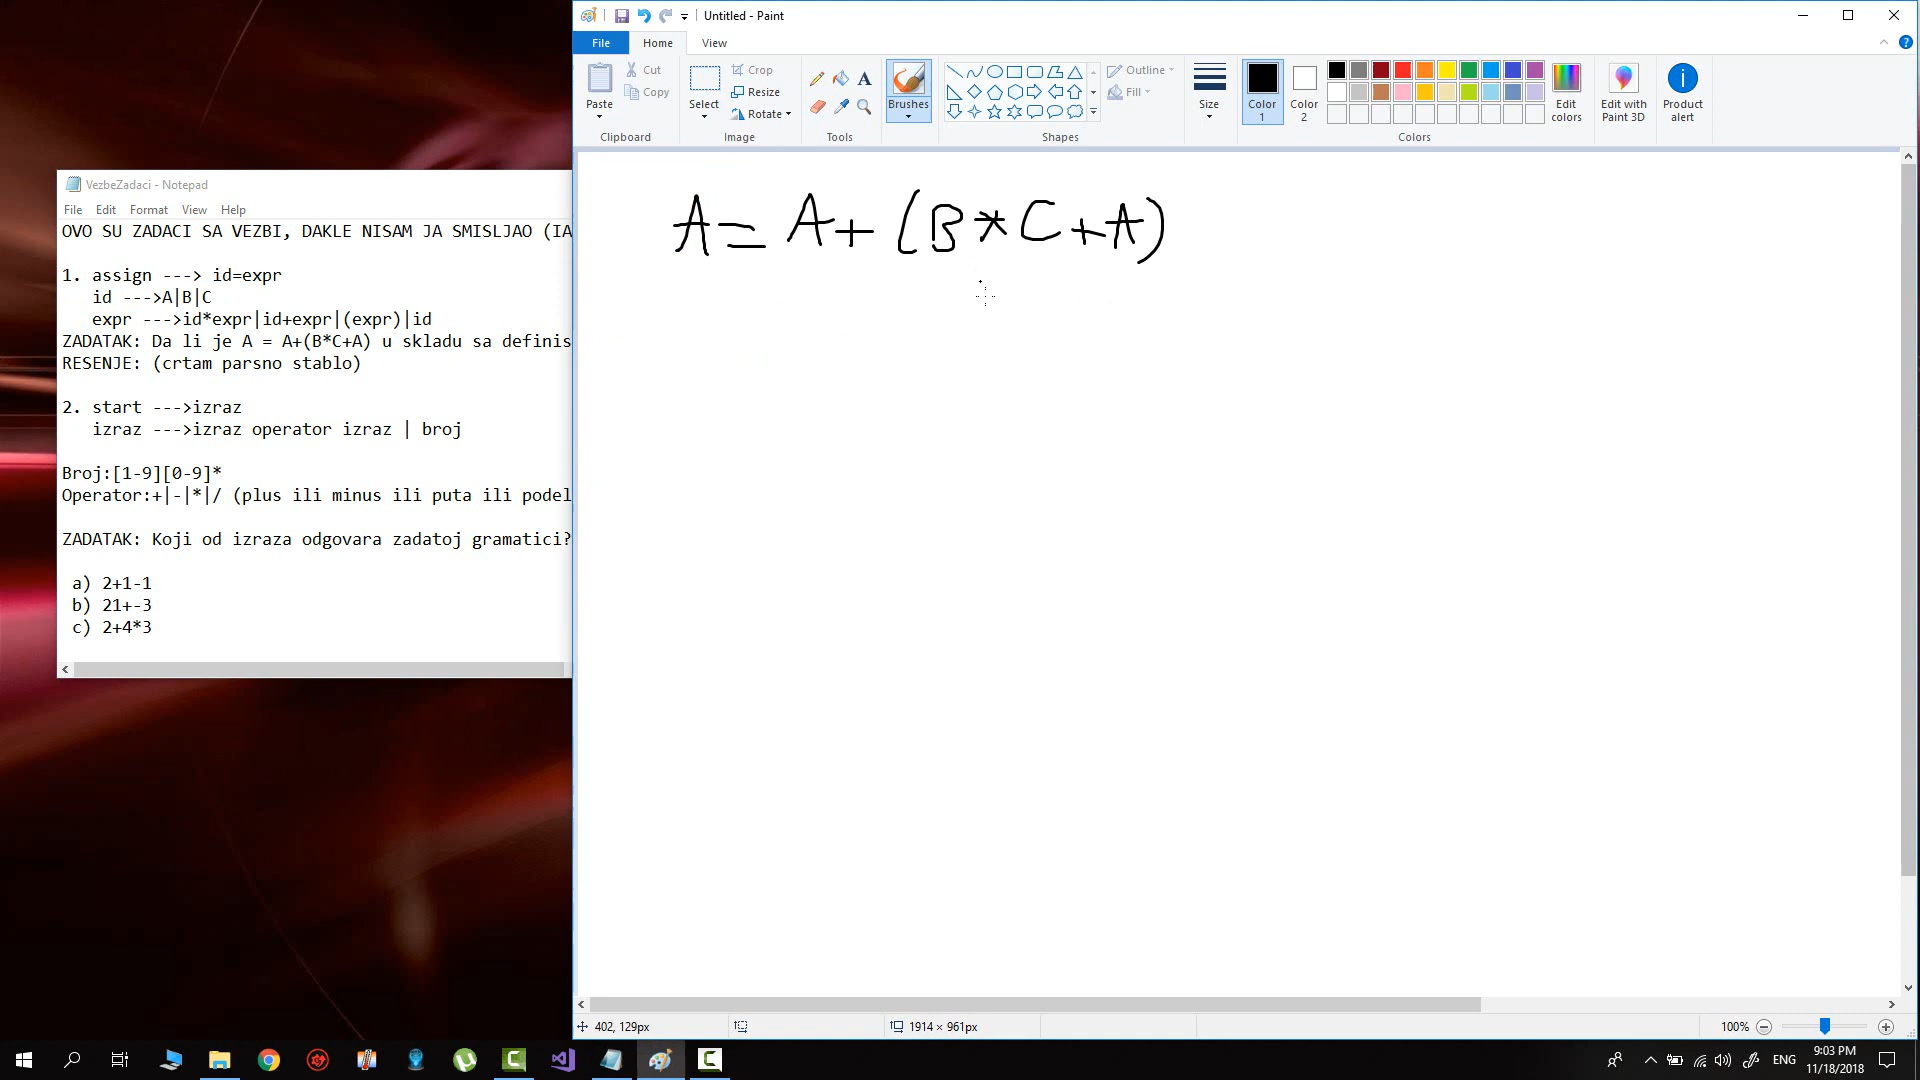 Untitled - Paint
File Home View
Paste
Cut
Copy
Clipboard
Select
Crop
Resize
Rotate
Image
Tools
Brushes
Shapes
Outline
Fill
Size
Color 1
Color 2
Edit colors
Colors
Edit with Paint 3D
Product alert
VezbeZadaci - Notepad
File Edit Format View Help
OVO SU ZADACI SA VEZBI, DAKLE NISAM JA SMISLJAO (IA
1. assign ---> id=expr
id --->A|B|C
expr --->id*expr|id+expr|(expr)|id
ZADATAK: Da li je A = A+(B*C+A) u skladu sa definis
RESENJE: (crtam parsno stablo)
2. start --->izraz
izraz --->izraz operator izraz | broj
Broj:[1-9][0-9]*
Operator:+|-|*|/ (plus ili minus ili puta ili podel
ZADATAK: Koji od izraza odgovara zadatoj gramatici?
a) 2+1-1
b) 21+-3
c) 2+4*3
A = A + (B * C + A)
402, 129px
1914 × 961px
100%
ENG
9:03 PM
11/18/2018